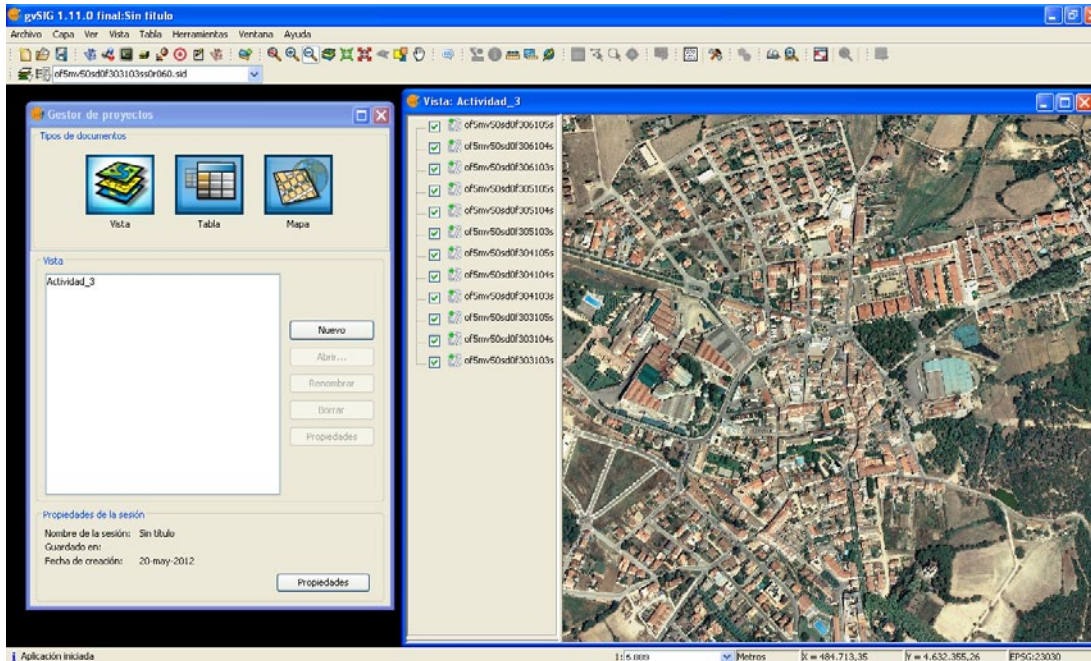 gvSIG 1.11.0 final:Sin título
Archivo Capa Ver Vista Tabla Herramientas Ventana Ayuda
of5mv50sd0f303103ss0r060.sid
Gestor de proyectos
Tipos de documentos
Vista Tabla Mapa
Vista
Actividad_3
Nuevo
Abrir...
Renombrar
Borrar
Propiedades
Propiedades de la sesión
Nombre de la sesión: Sin título
Guardado en:
Fecha de creación: 20-may-2012
Propiedades
Vista: Actividad_3
of5mv50sd0f306105s
of5mv50sd0f306104s
of5mv50sd0f306103s
of5mv50sd0f305105s
of5mv50sd0f305104s
of5mv50sd0f305103s
of5mv50sd0f304105s
of5mv50sd0f304104s
of5mv50sd0f304103s
of5mv50sd0f303105s
of5mv50sd0f303104s
of5mv50sd0f303103s
Aplicación iniciada
1: Metros X = 484.713,35 Y = 4.632.355,26 EPSG:23030